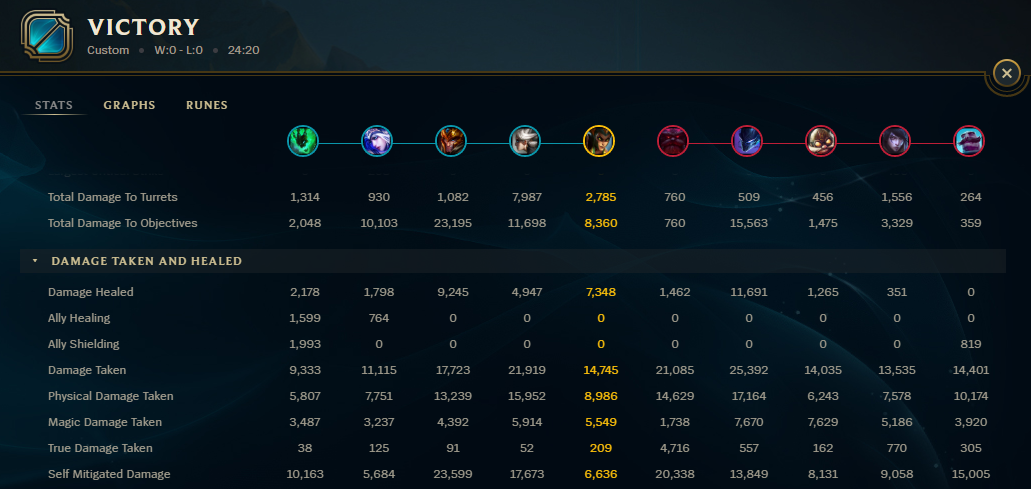 VICTORY
Custom • W:0 - L:0 • 24:20
STATS GRAPHS RUNES
Total Damage To Turrets 1,314 930 1,082 7,987 2,785 760 509 456 1,556 264
Total Damage To Objectives 2,048 10,103 23,195 11,698 8,360 760 15,563 1,475 3,329 359
DAMAGE TAKEN AND HEALED
Damage Healed 2,178 1,798 9,245 4,947 7,348 1,462 11,691 1,265 351 0
Ally Healing 1,599 764 0 0 0 0 0 0 0 0
Ally Shielding 1,993 0 0 0 0 0 0 0 0 819
Damage Taken 9,333 11,115 17,723 21,919 14,745 21,085 25,392 14,035 13,535 14,401
Physical Damage Taken 5,807 7,751 13,239 15,952 8,986 14,629 17,164 6,243 7,578 10,174
Magic Damage Taken 3,487 3,237 4,392 5,914 5,549 1,738 7,670 7,629 5,186 3,920
True Damage Taken 38 125 91 52 209 4,716 557 162 770 305
Self Mitigated Damage 10,163 5,684 23,599 17,673 6,636 20,338 13,849 8,131 9,058 15,005